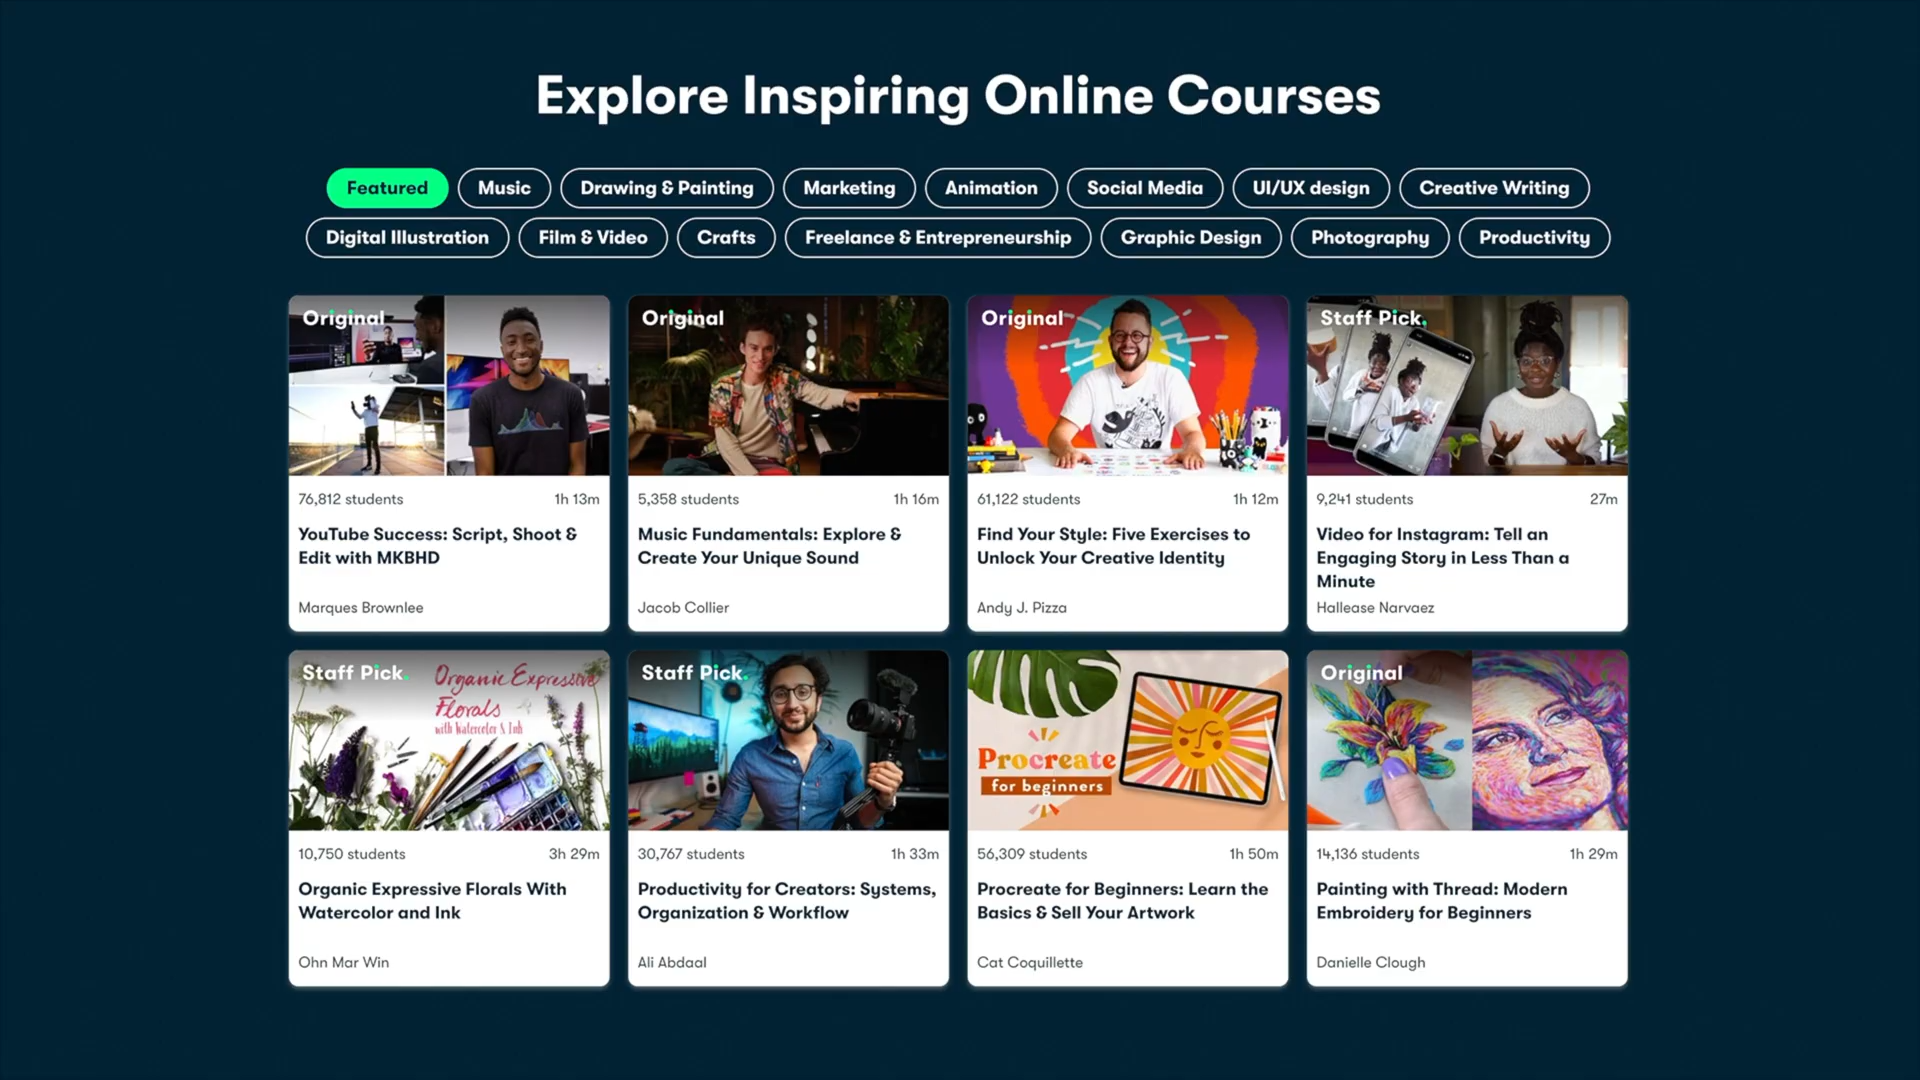 Explore Inspiring Online Courses
Featured
Music
Drawing & Painting
Marketing
Animation
Social Media
UI/UX design
Creative Writing
Digital Illustration
Film & Video
Crafts
Freelance & Entrepreneurship
Graphic Design
Photography
Productivity
Original
76,812 students
1h 13m
YouTube Success: Script, Shoot &
Edit with MKBHD
Marques Brownlee
Original
5,358 students
1h 16m
Music Fundamentals: Explore &
Create Your Unique Sound
Jacob Collier
Original
61,122 students
1h 12m
Find Your Style: Five Exercises to
Unlock Your Creative Identity
Andy J. Pizza
Staff Pick.
9,241 students
27m
Video for Instagram: Tell an
Engaging Story in Less Than a
Minute
Hallease Narvaez
Staff Pick.
Organic Expressive
Florals
with Watercolor & Ink
10,750 students
3h 29m
Organic Expressive Florals With
Watercolor and Ink
Ohn Mar Win
Staff Pick.
30,767 students
1h 33m
Productivity for Creators: Systems,
Organization & Workflow
Ali Abdaal
Procreate
for beginners
56,309 students
1h 50m
Procreate for Beginners: Learn the
Basics & Sell Your Artwork
Cat Coquillette
Original
14,136 students
1h 29m
Painting with Thread: Modern
Embroidery for Beginners
Danielle Clough